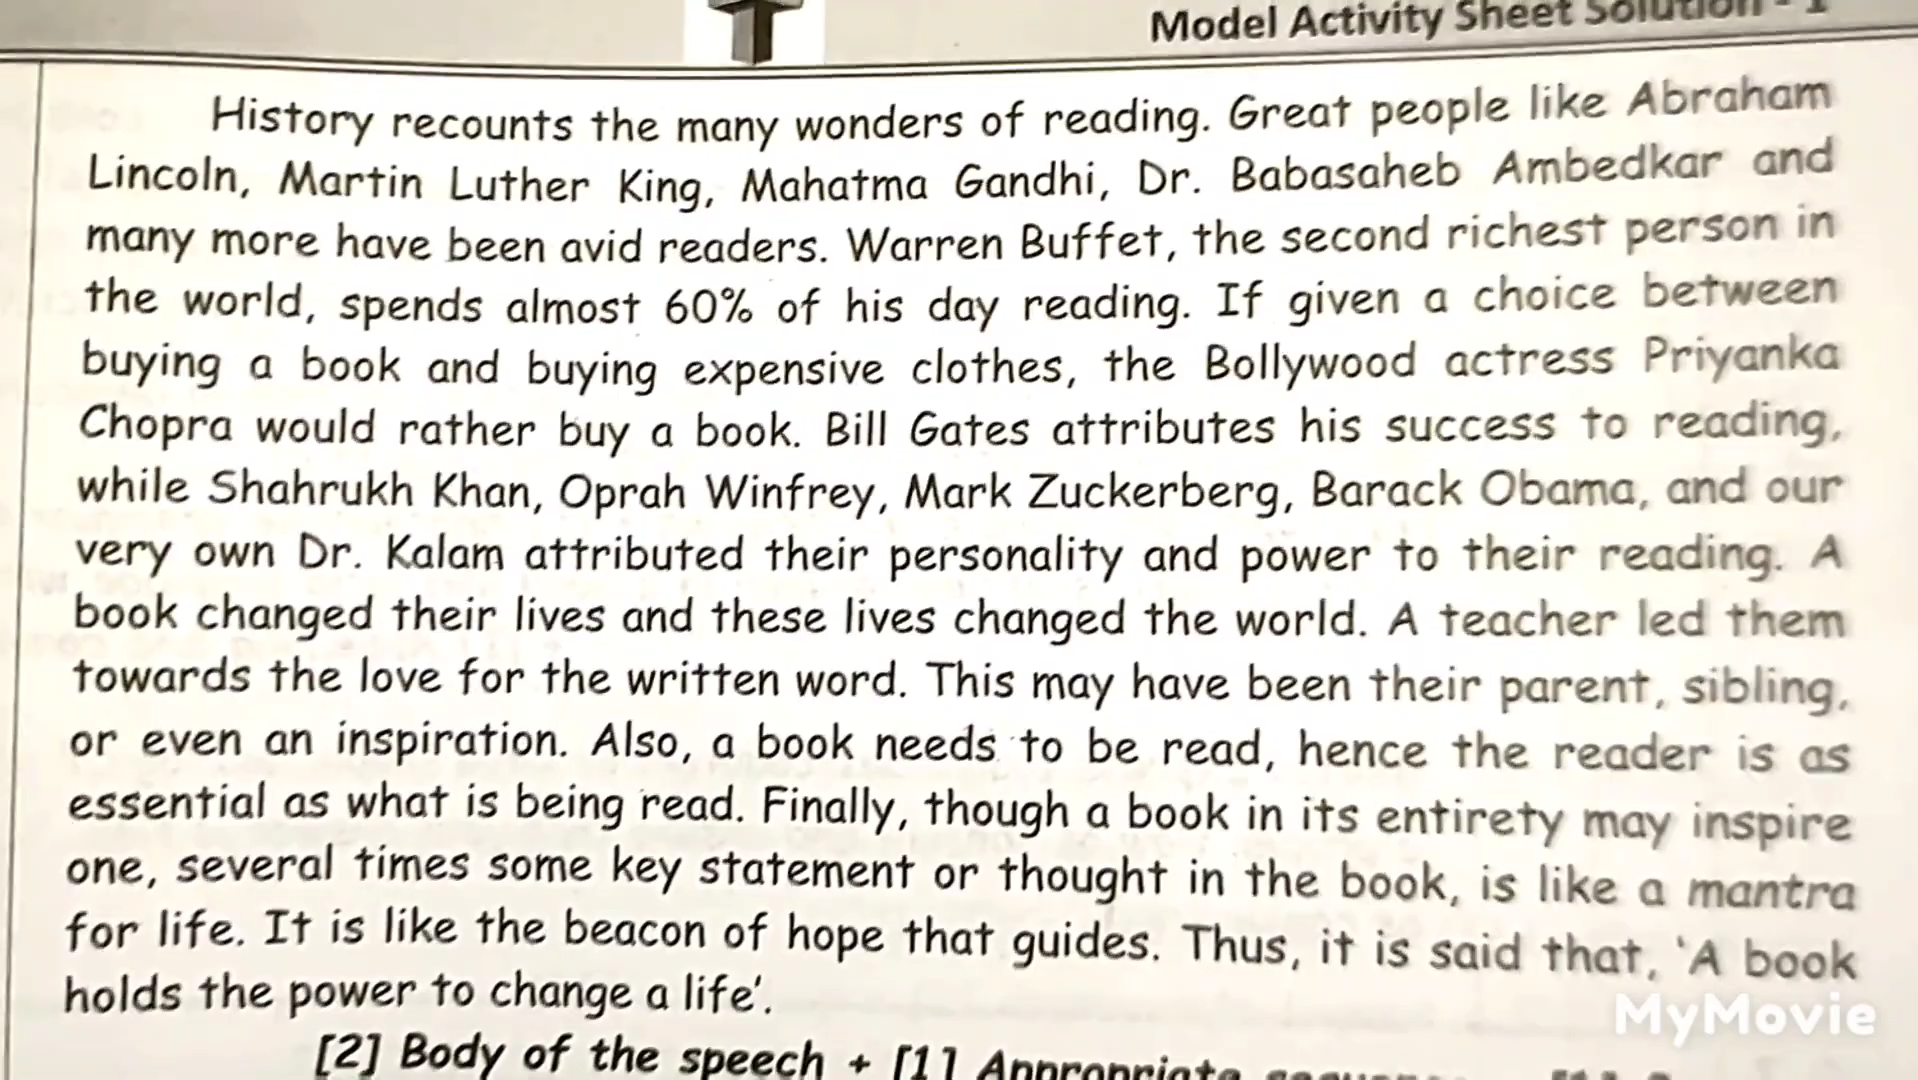 Model Activity Sheet Solution - 1
History recounts the many wonders of reading. Great people like Abraham
Lincoln, Martin Luther King, Mahatma Gandhi, Dr. Babasaheb Ambedkar and
many more have been avid readers. Warren Buffet, the second richest person in
the world, spends almost 60% of his day reading. If given a choice between
buying a book and buying expensive clothes, the Bollywood actress Priyanka
Chopra would rather buy a book. Bill Gates attributes his success to reading,
while Shahrukh Khan, Oprah Winfrey, Mark Zuckerberg, Barack Obama, and our
very own Dr. Kalam attributed their personality and power to their reading. A
book changed their lives and these lives changed the world. A teacher led them
towards the love for the written word. This may have been their parent, sibling,
or even an inspiration. Also, a book needs to be read, hence the reader is as
essential as what is being read. Finally, though a book in its entirety may inspire
one, several times some key statement or thought in the book, is like a mantra
for life. It is like the beacon of hope that guides. Thus, it is said that, 'A book
holds the power to change a life'.
MyMovie
[2] Body of the speech + [1] Appropriate